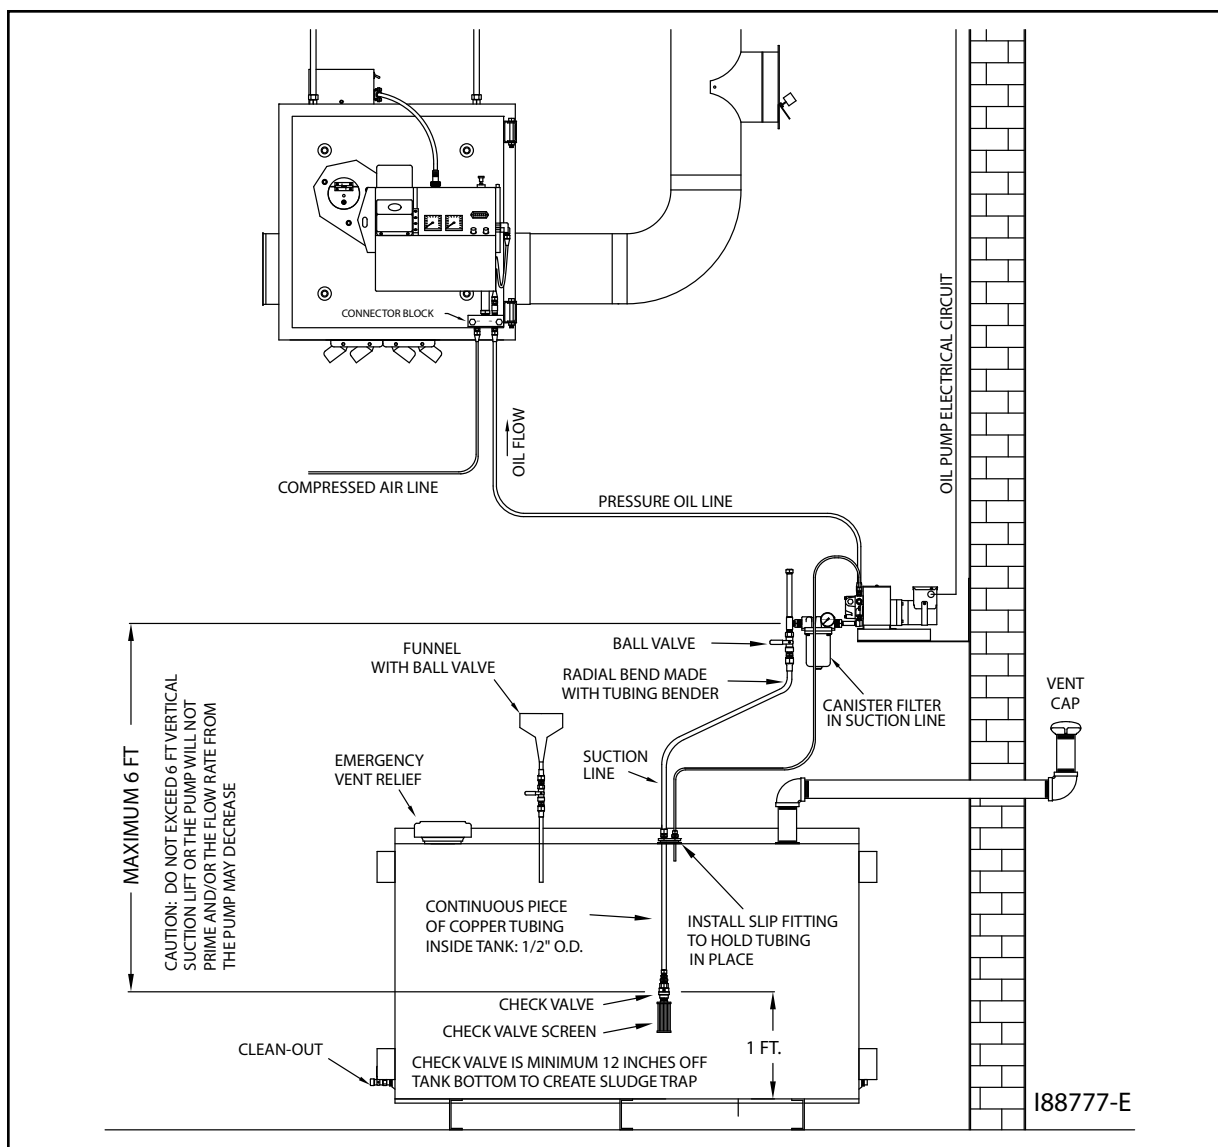 CONNECTOR BLOCK
OIL FLOW
COMPRESSED AIR LINE
PRESSURE OIL LINE
OIL PUMP ELECTRICAL CIRCUIT
BALL VALVE
FUNNEL
WITH BALL VALVE
RADIAL BEND MADE
WITH TUBING BENDER
CANISTER FILTER
IN SUCTION LINE
VENT
CAP
EMERGENCY
VENT RELIEF
SUCTION
LINE
MAXIMUM 6 FT
CAUTION: DO NOT EXCEED 6 FT VERTICAL
SUCTION LIFT OR THE PUMP WILL NOT
PRIME AND/OR THE FLOW RATE FROM
THE PUMP MAY DECREASE
CONTINUOUS PIECE
OF COPPER TUBING
INSIDE TANK: 1/2" O.D.
INSTALL SLIP FITTING
TO HOLD TUBING
IN PLACE
CHECK VALVE
CHECK VALVE SCREEN
1 FT.
CLEAN-OUT
CHECK VALVE IS MINIMUM 12 INCHES OFF
TANK BOTTOM TO CREATE SLUDGE TRAP
I88777-E